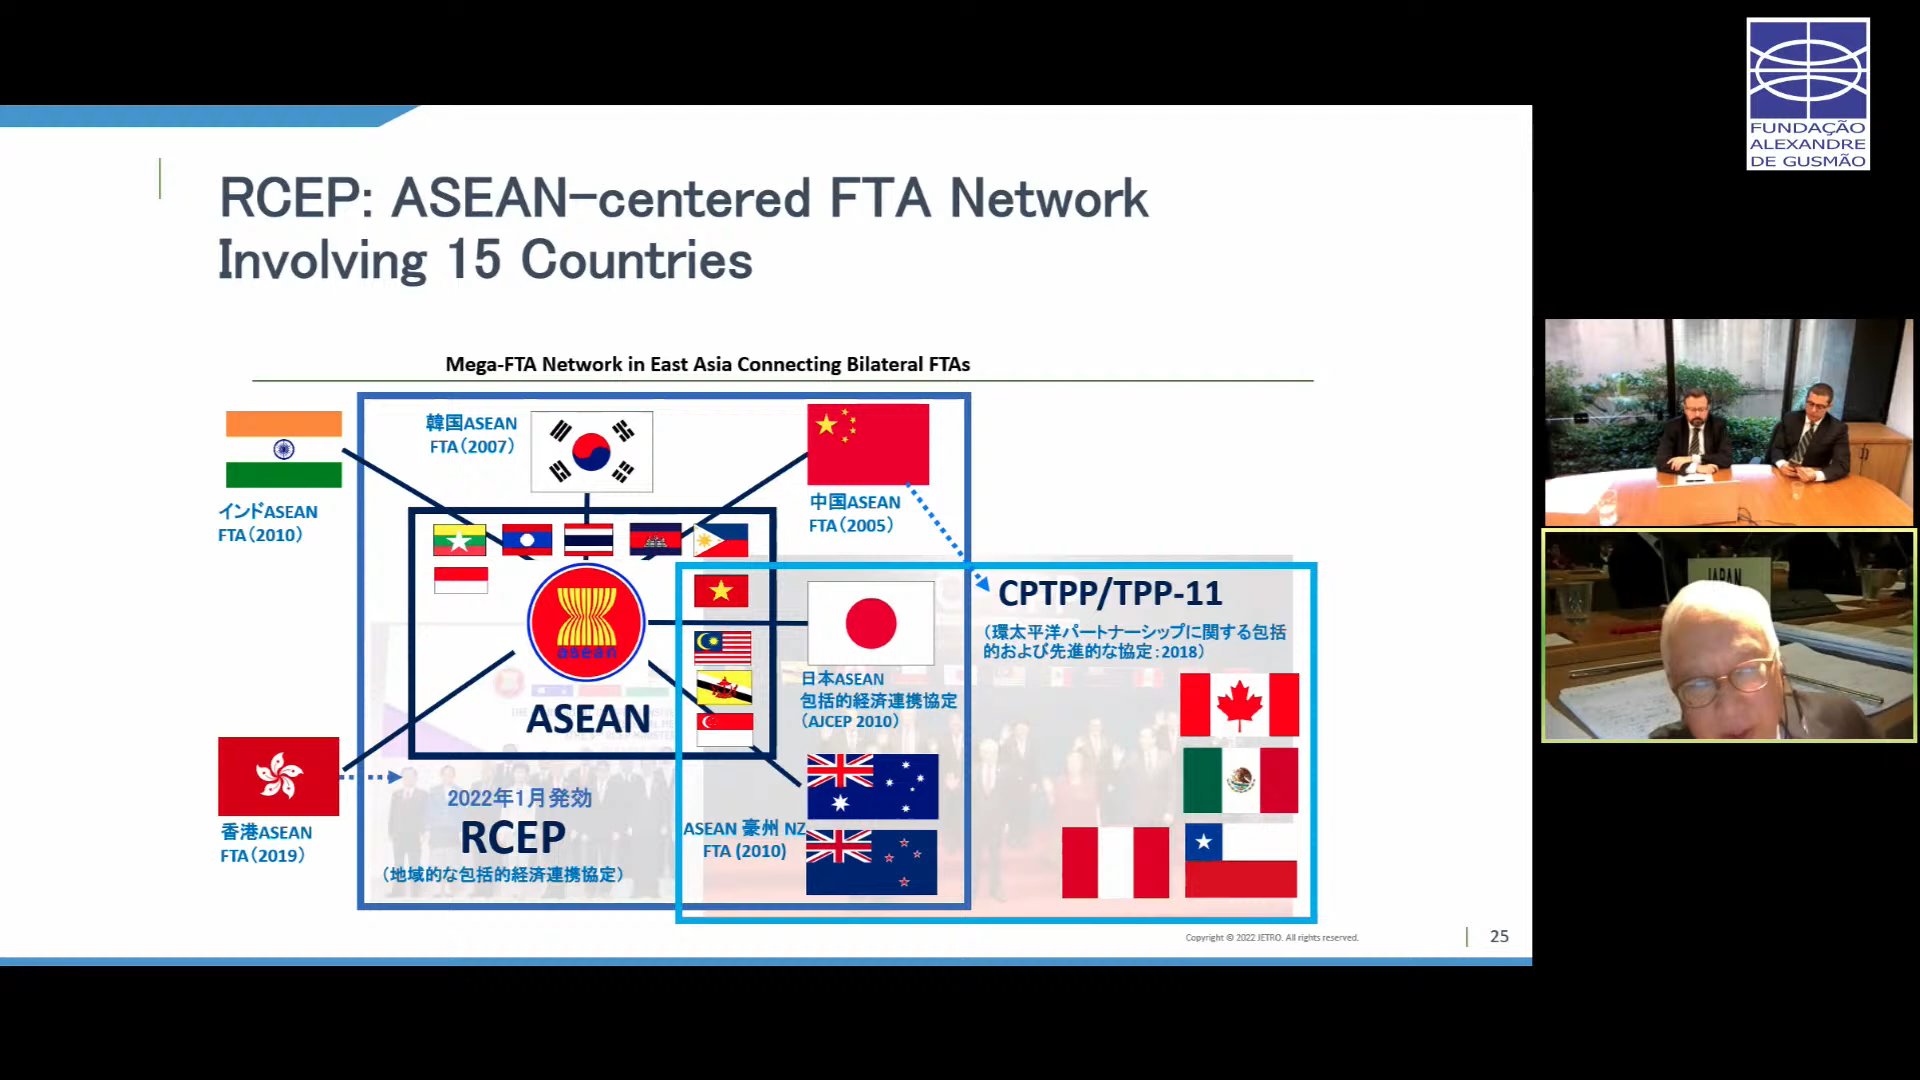 FUNDAÇÃO
ALEXANDRE
DE GUSMÃO
RCEP: ASEAN-centered FTA Network
Involving 15 Countries
Mega-FTA Network in East Asia Connecting Bilateral FTAs
韓国ASEAN
FTA（2007）
中国ASEAN
FTA（2005）
インドASEAN
FTA（2010）
asean
ASEAN
日本ASEAN
包括的経済連携協定
（AJCEP 2010）
CPTPP/TPP-11
（環太平洋パートナーシップに関する包括
的および先進的な協定：2018）
香港ASEAN
FTA（2019）
2022年1月発効
RCEP
（地域的な包括的経済連携協定）
ASEAN 豪州 NZ
FTA (2010)
Copyright © 2022 JETRO. All rights reserved.
25
JAPAN